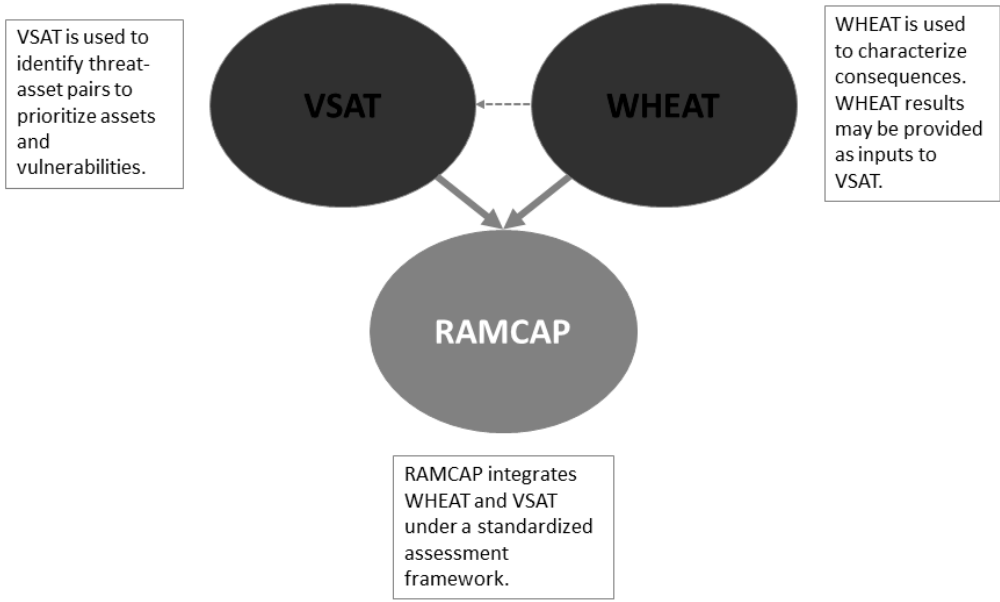 VSAT is used to
identify threat-
asset pairs to
prioritize assets
and
vulnerabilities.
VSAT
WHEAT
WHEAT is used
to characterize
consequences.
WHEAT results
may be provided
as inputs to
VSAT.
RAMCAP
RAMCAP integrates
WHEAT and VSAT
under a standardized
assessment
framework.